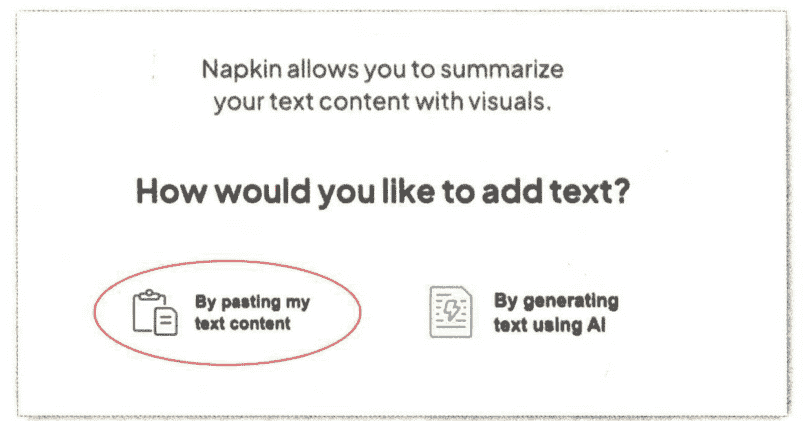 Napkin allows you to summarize
your text content with visuals.
How would you like to add text?
By pasting my
text content
By generating
text using AI